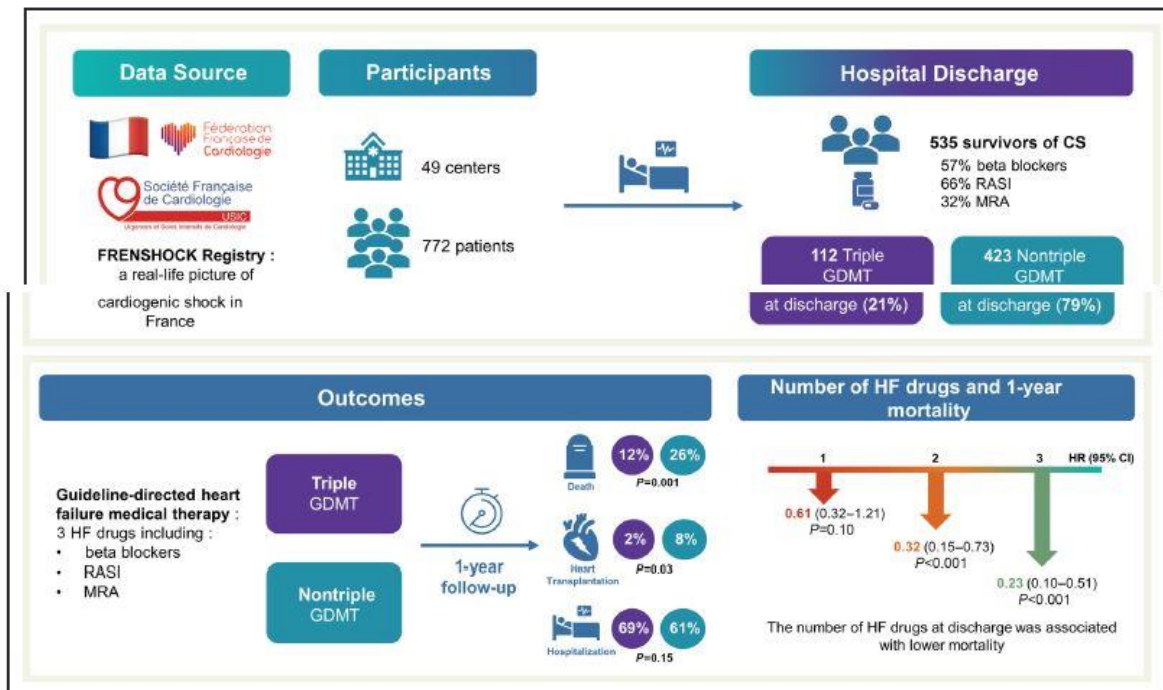 Data Source
Fédération
Française de
Cardiologie
Société Française
de Cardiologie
USIC
Urgences et Soins Intensifs de Cardiologie
FRENSHOCK Registry :
a real-life picture of
cardiogenic shock in
France
Participants
49 centers
772 patients
Hospital Discharge
535 survivors of CS
57% beta blockers
66% RASI
32% MRA
112 Triple
GDMT
at discharge (21%)
423 Nontriple
GDMT
at discharge (79%)
Outcomes
Guideline-directed heart
failure medical therapy :
3 HF drugs including :
• beta blockers
• RASI
• MRA
Triple
GDMT
Nontriple
GDMT
1-year
follow-up
12% 26%
Death
P=0.001
2% 8%
Heart
Transplantation
P=0.03
69% 61%
Hospitalization
P=0.15
Number of HF drugs and 1-year
mortality
1 2 3 HR (95% CI)
0.61 (0.32–1.21)
P=0.10
0.32 (0.15–0.73)
P<0.001
0.23 (0.10–0.51)
P<0.001
The number of HF drugs at discharge was associated
with lower mortality